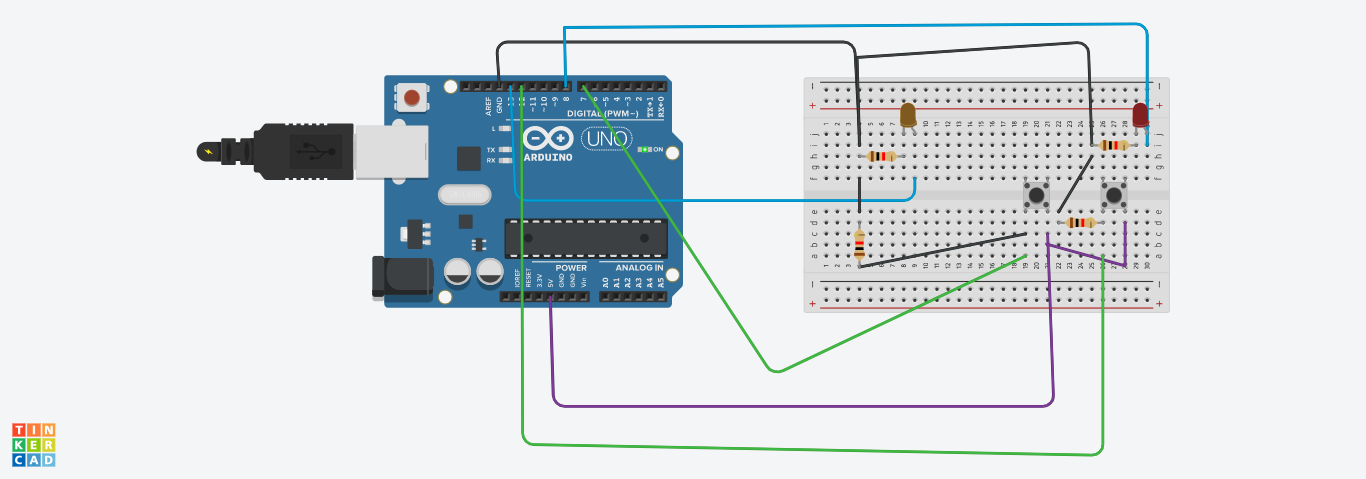 AREF
GND
13
12
~11
~10
~9
8
7
~6
~5
4
~3
2
TX→1
RX←0
DIGITAL (PWM~)
L
TX
RX
ARDUINO
UNO
ON
POWER
ANALOG IN
IOREF
RESET
3.3V
5V
GND
GND
Vin
A0
A1
A2
A3
A4
A5
j
i
h
g
f
e
d
c
b
a
TIN
KER
CAD